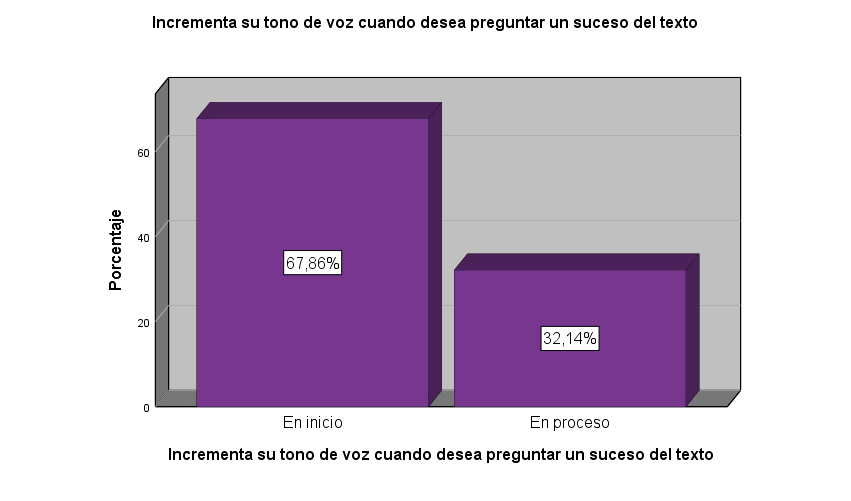 Incrementa su tono de voz cuando desea preguntar un suceso del texto
Porcentaje
60
40
20
0
67,86%
32,14%
En inicio
En proceso
Incrementa su tono de voz cuando desea preguntar un suceso del texto